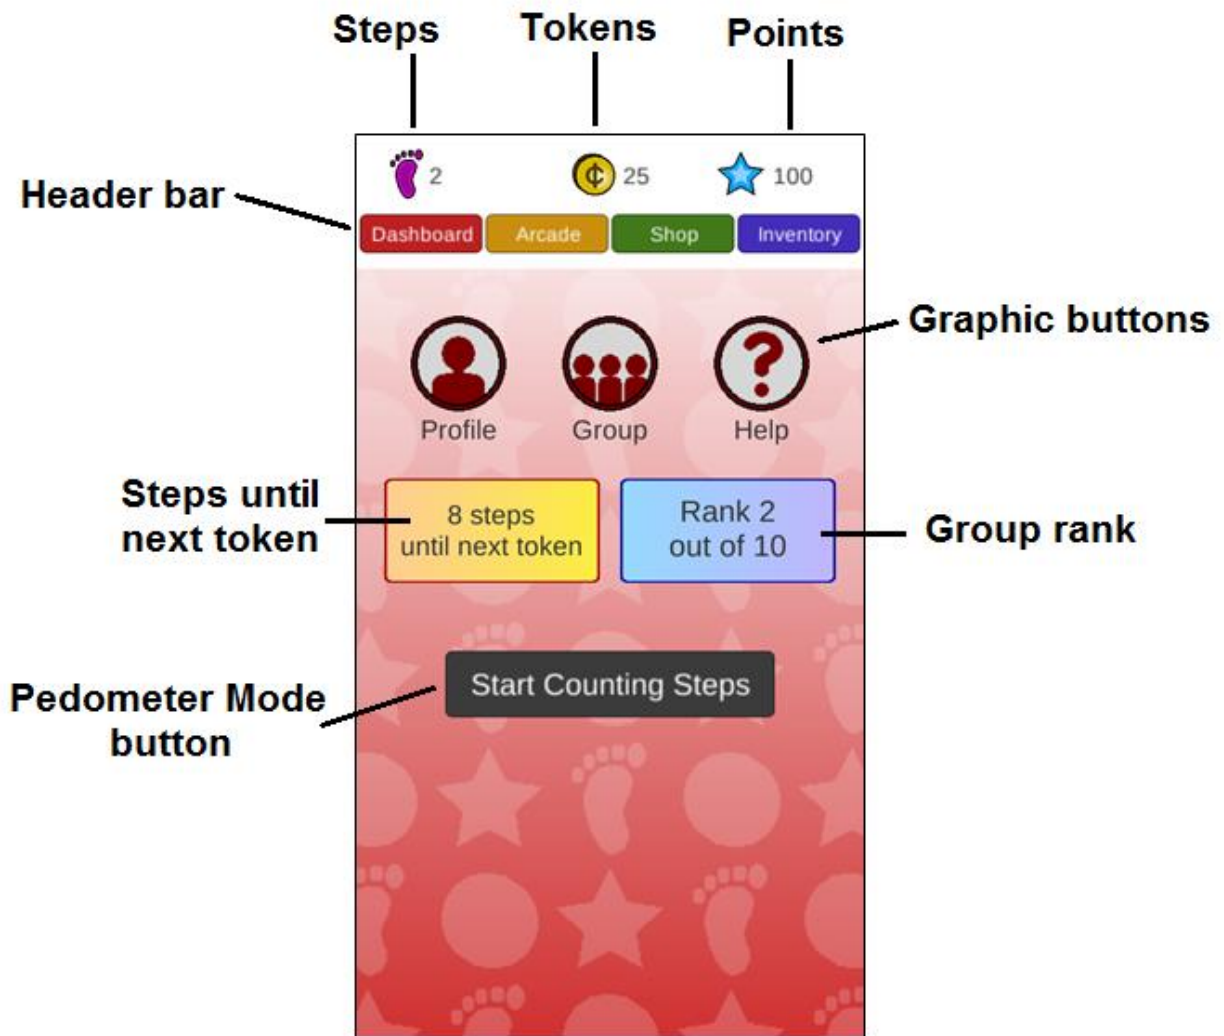 Steps
Tokens
Points
2
25
100
Header bar
Dashboard
Arcade
Shop
Inventory
Graphic buttons
Profile
Group
Help
Steps until
next token
8 steps
until next token
Rank 2
out of 10
Group rank
Pedometer Mode
button
Start Counting Steps